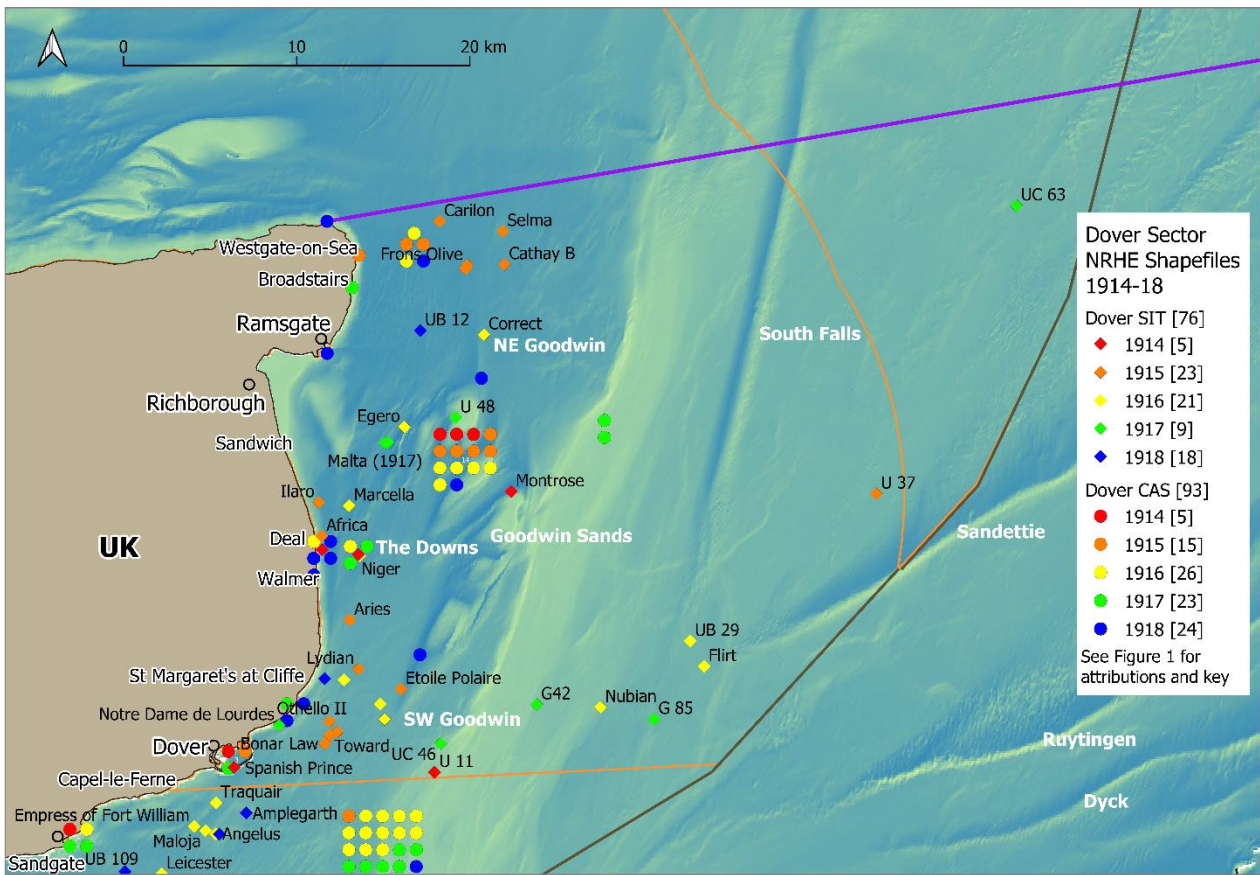 0 10 20 km
UC 63
Carilon
Selma
Westgate-on-Sea
Frons Olive
Cathay B
Broadstairs
Dover Sector
NRHE Shapefiles
1914-18
Dover SIT [76]
1914 [5]
1915 [23]
1916 [21]
1917 [9]
1918 [18]
Dover CAS [93]
1914 [5]
1915 [15]
1916 [26]
1917 [23]
1918 [24]
See Figure 1 for
attributions and key
Ramsgate
UB 12
Correct
NE Goodwin
South Falls
Richborough
Egero
U 48
Sandwich
Malta (1917)
Montrose
U 37
Ilaro
Marcella
Goodwin Sands
Sandettie
UK
Deal
Africa
The Downs
Walmer
Niger
Aries
UB 29
Flirt
Lydian
St Margaret's at Cliffe
Etoile Polaire
G42
Nubian
G 85
Notre Dame de Lourdes
Othello II
SW Goodwin
Ruytingen
Dover
Bonar Law
Toward
UC 46
U 11
Capel-le-Ferne
Spanish Prince
Dyck
Traquair
Empress of Fort William
Amplegarth
Maloja
Angelus
Sandgate
UB 109
Leicester